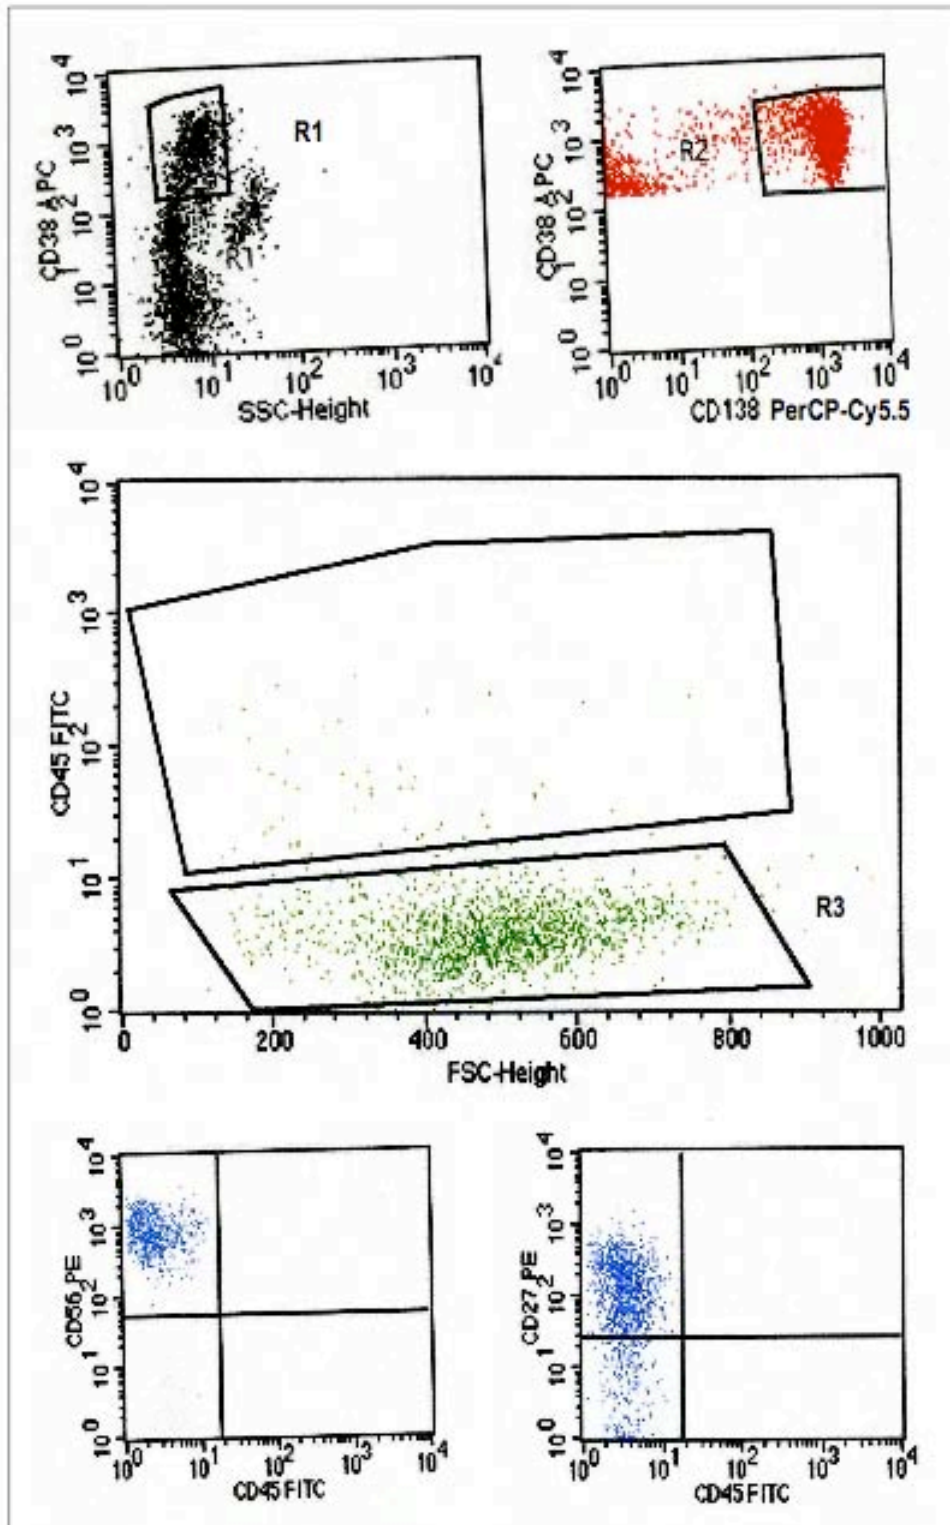 10^4
10^3
10^2
10^1
10^0
CD38 APC
R1
R1
10^0 10^1 10^2 10^3 10^4
SSC-Height
10^4
10^3
10^2
10^1
10^0
CD38 APC
R2
10^0 10^1 10^2 10^3 10^4
CD138 PerCP-Cy5.5
10^4
10^3
10^2
10^1
10^0
CD45 FITC
R3
0 200 400 600 800 1000
FSC-Height
10^4
10^3
10^2
10^1
10^0
CD56 PE
10^0 10^1 10^2 10^3 10^4
CD45 FITC
10^4
10^3
10^2
10^1
10^0
CD27 PE
10^0 10^1 10^2 10^3 10^4
CD45 FITC